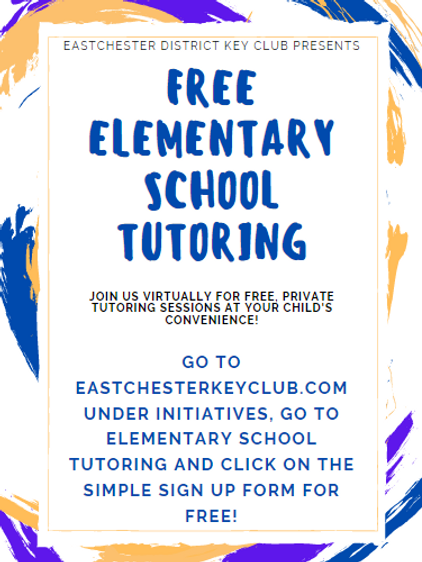 EASTCHESTER DISTRICT KEY CLUB PRESENTS
FREE
ELEMENTARY
SCHOOL
TUTORING
JOIN US VIRTUALLY FOR FREE, PRIVATE
TUTORING SESSIONS AT YOUR CHILD'S
CONVENIENCE!
GO TO
EASTCHESTERKEYCLUB.COM
UNDER INITIATIVES, GO TO
ELEMENTARY SCHOOL
TUTORING AND CLICK ON THE
SIMPLE SIGN UP FORM FOR
FREE!